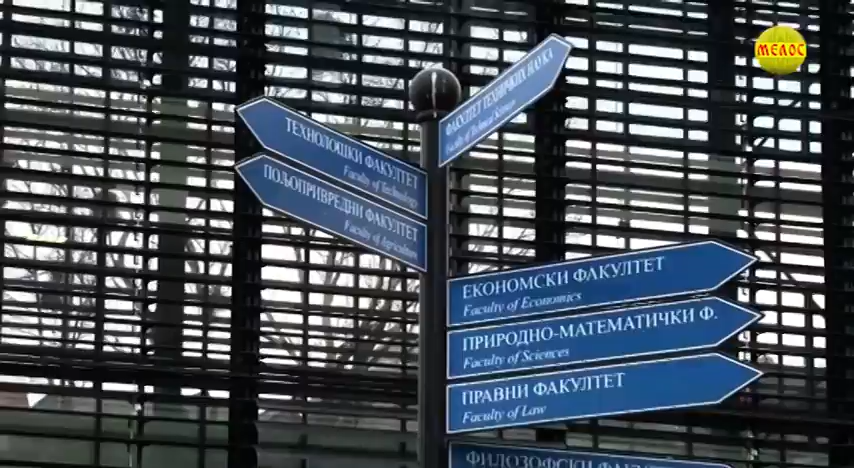 МЕЛОС
ФАКУЛТЕТ ТЕХНИЧКИХ НАУКА
Faculty of Technical Sciences
ТЕХНОЛОШКИ ФАКУЛТЕТ
Faculty of Technology
ПОЉОПРИВРЕДНИ ФАКУЛТЕТ
Faculty of Agriculture
ЕКОНОМСКИ ФАКУЛТЕТ
Faculty of Economics
ПРИРОДНО-МАТЕМАТИЧКИ Ф.
Faculty of Sciences
ПРАВНИ ФАКУЛТЕТ
Faculty of Law
ФИЛОЗОФСКИ ФАКУЛТЕТ